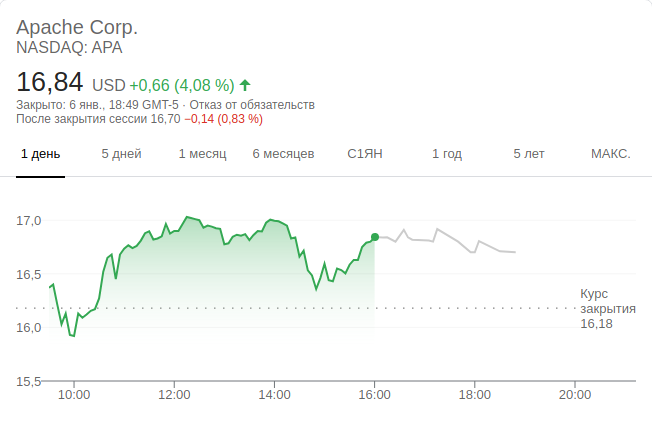 Apache Corp.
NASDAQ: APA
16,84 USD +0,66 (4,08 %)
Закрыто: 6 янв., 18:49 GMT-5 · Отказ от обязательств
После закрытия сессии 16,70 −0,14 (0,83 %)
1 день 5 дней 1 месяц 6 месяцев С1ЯН 1 год 5 лет МАКС.
17,0
16,5
Курс
закрытия
16,18
16,0
15,5
10:00 12:00 14:00 16:00 18:00 20:00